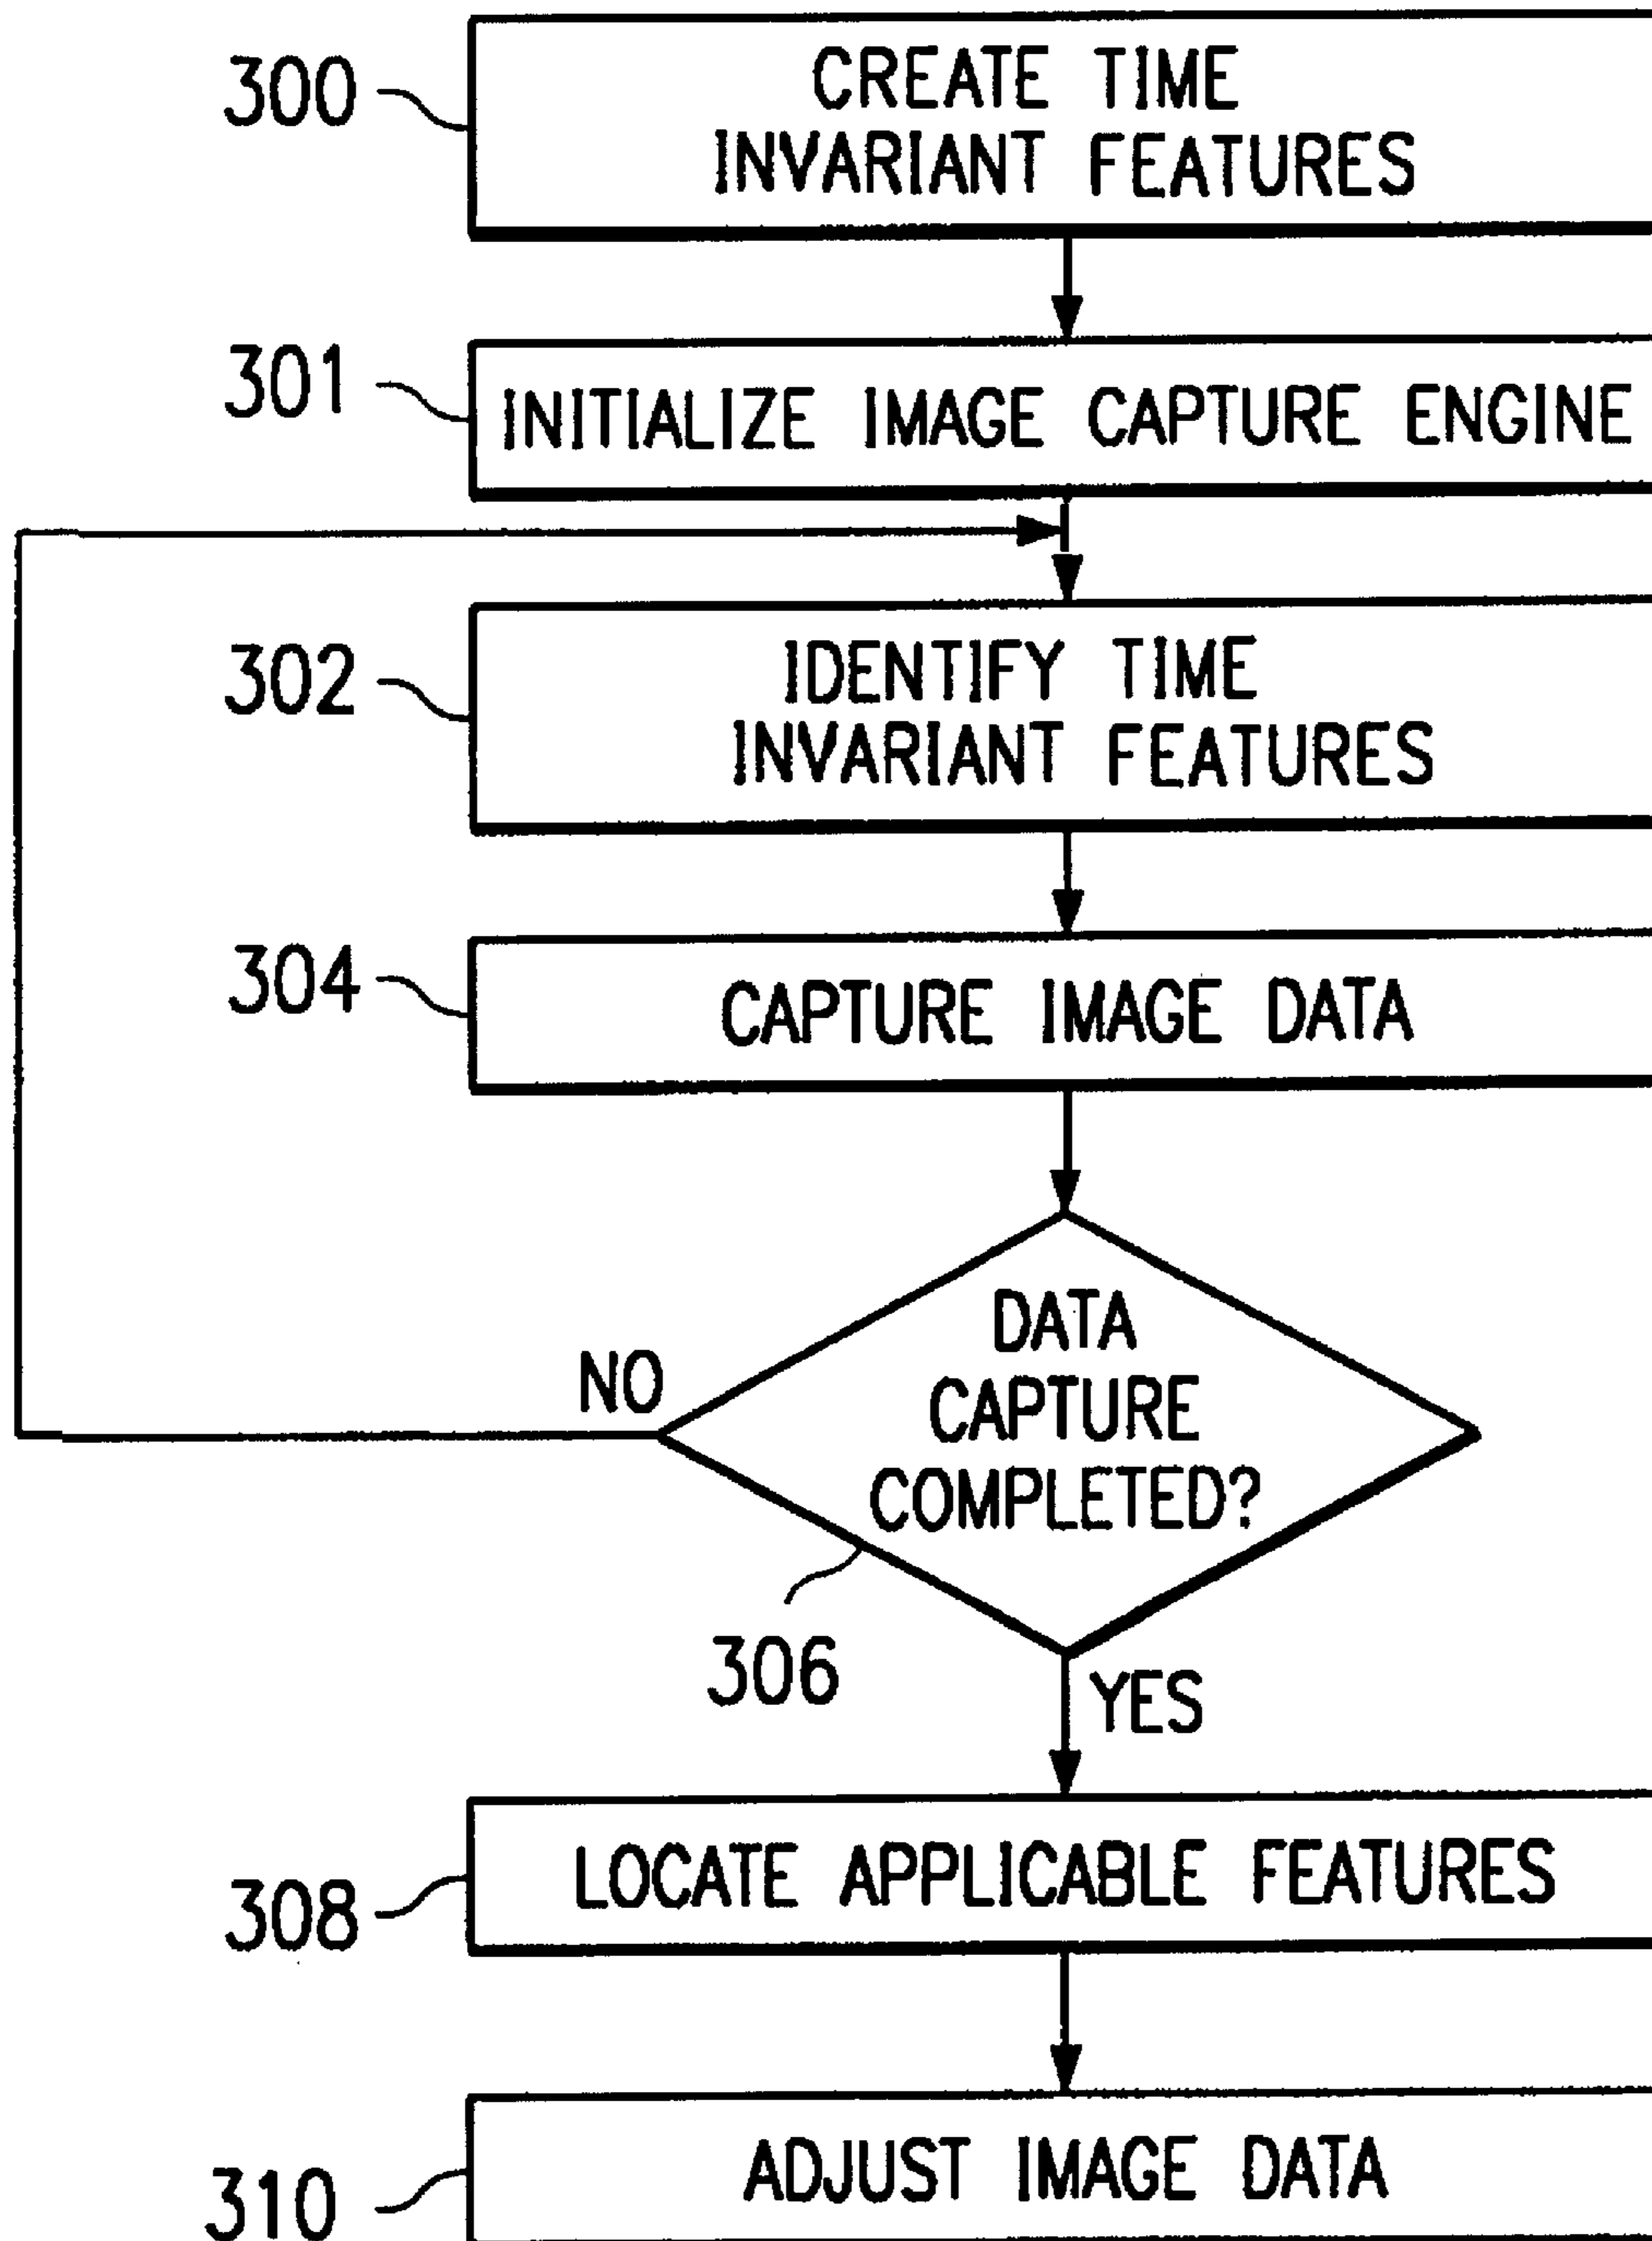 300
CREATE TIME
INVARIANT FEATURES
301
INITIALIZE IMAGE CAPTURE ENGINE
302
IDENTIFY TIME
INVARIANT FEATURES
304
CAPTURE IMAGE DATA
NO
DATA
CAPTURE
COMPLETED?
306
YES
308
LOCATE APPLICABLE FEATURES
310
ADJUST IMAGE DATA